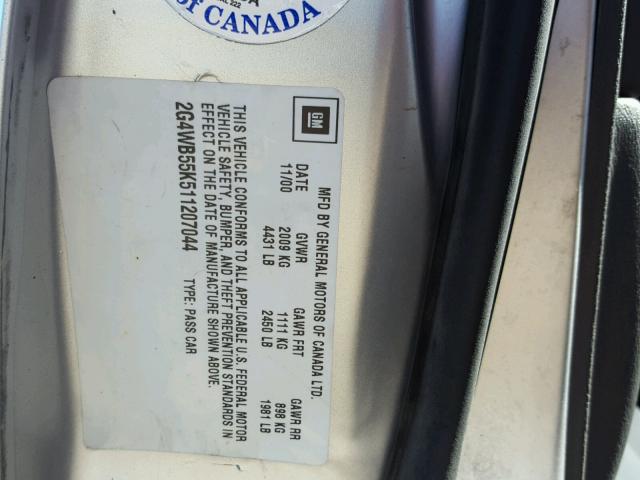 222
of CANADA
GM
MFD BY GENERAL MOTORS OF CANADA LTD.
DATE GVWR GAWR FRT GAWR RR
11/00 2009 KG 1111 KG 898 KG
4431 LB 2450 LB 1981 LB
THIS VEHICLE CONFORMS TO ALL APPLICABLE U.S. FEDERAL MOTOR
VEHICLE SAFETY, BUMPER, AND THEFT PREVENTION STANDARDS IN
EFFECT ON THE DATE OF MANUFACTURE SHOWN ABOVE.
2G4WB55K511207044 TYPE: PASS CAR